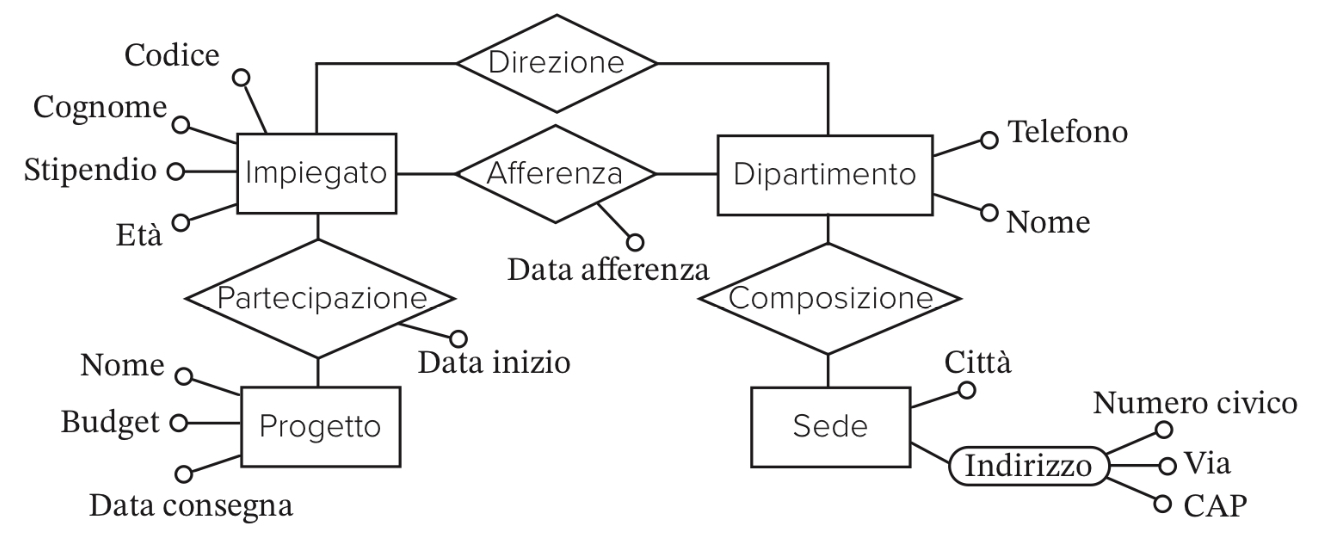 Direzione
Codice
Cognome
Stipendio
Età
Impiegato
Afferenza
Data afferenza
Dipartimento
Telefono
Nome
Partecipazione
Data inizio
Composizione
Nome
Budget
Data consegna
Progetto
Sede
Città
Indirizzo
Numero civico
Via
CAP